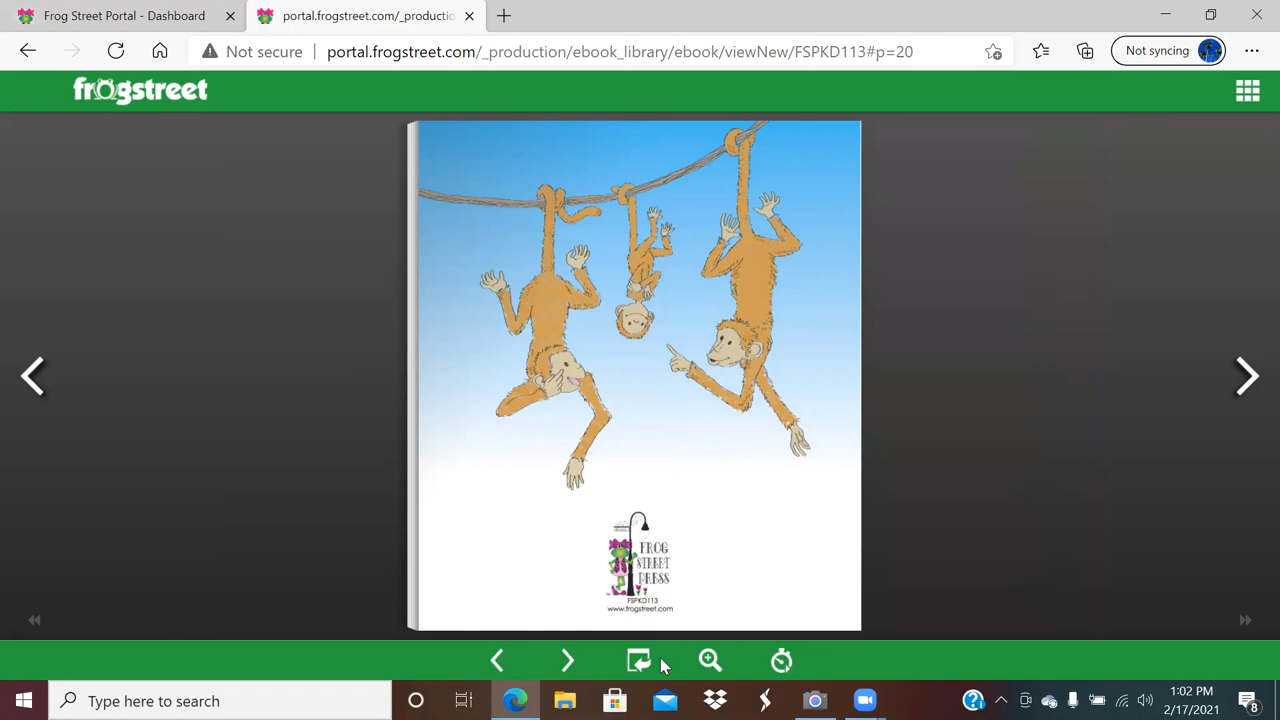 Frog Street Portal - Dashboard
portal.frogstreet.com/_productio
Not secure
portal.frogstreet.com/_production/ebook_library/ebook/viewNew/FSPKD113#p=20
Not syncing
frogstreet
FROG
STREET
PRESS
FSPKD113
www.frogstreet.com
Type here to search
1:02 PM
2/17/2021
8